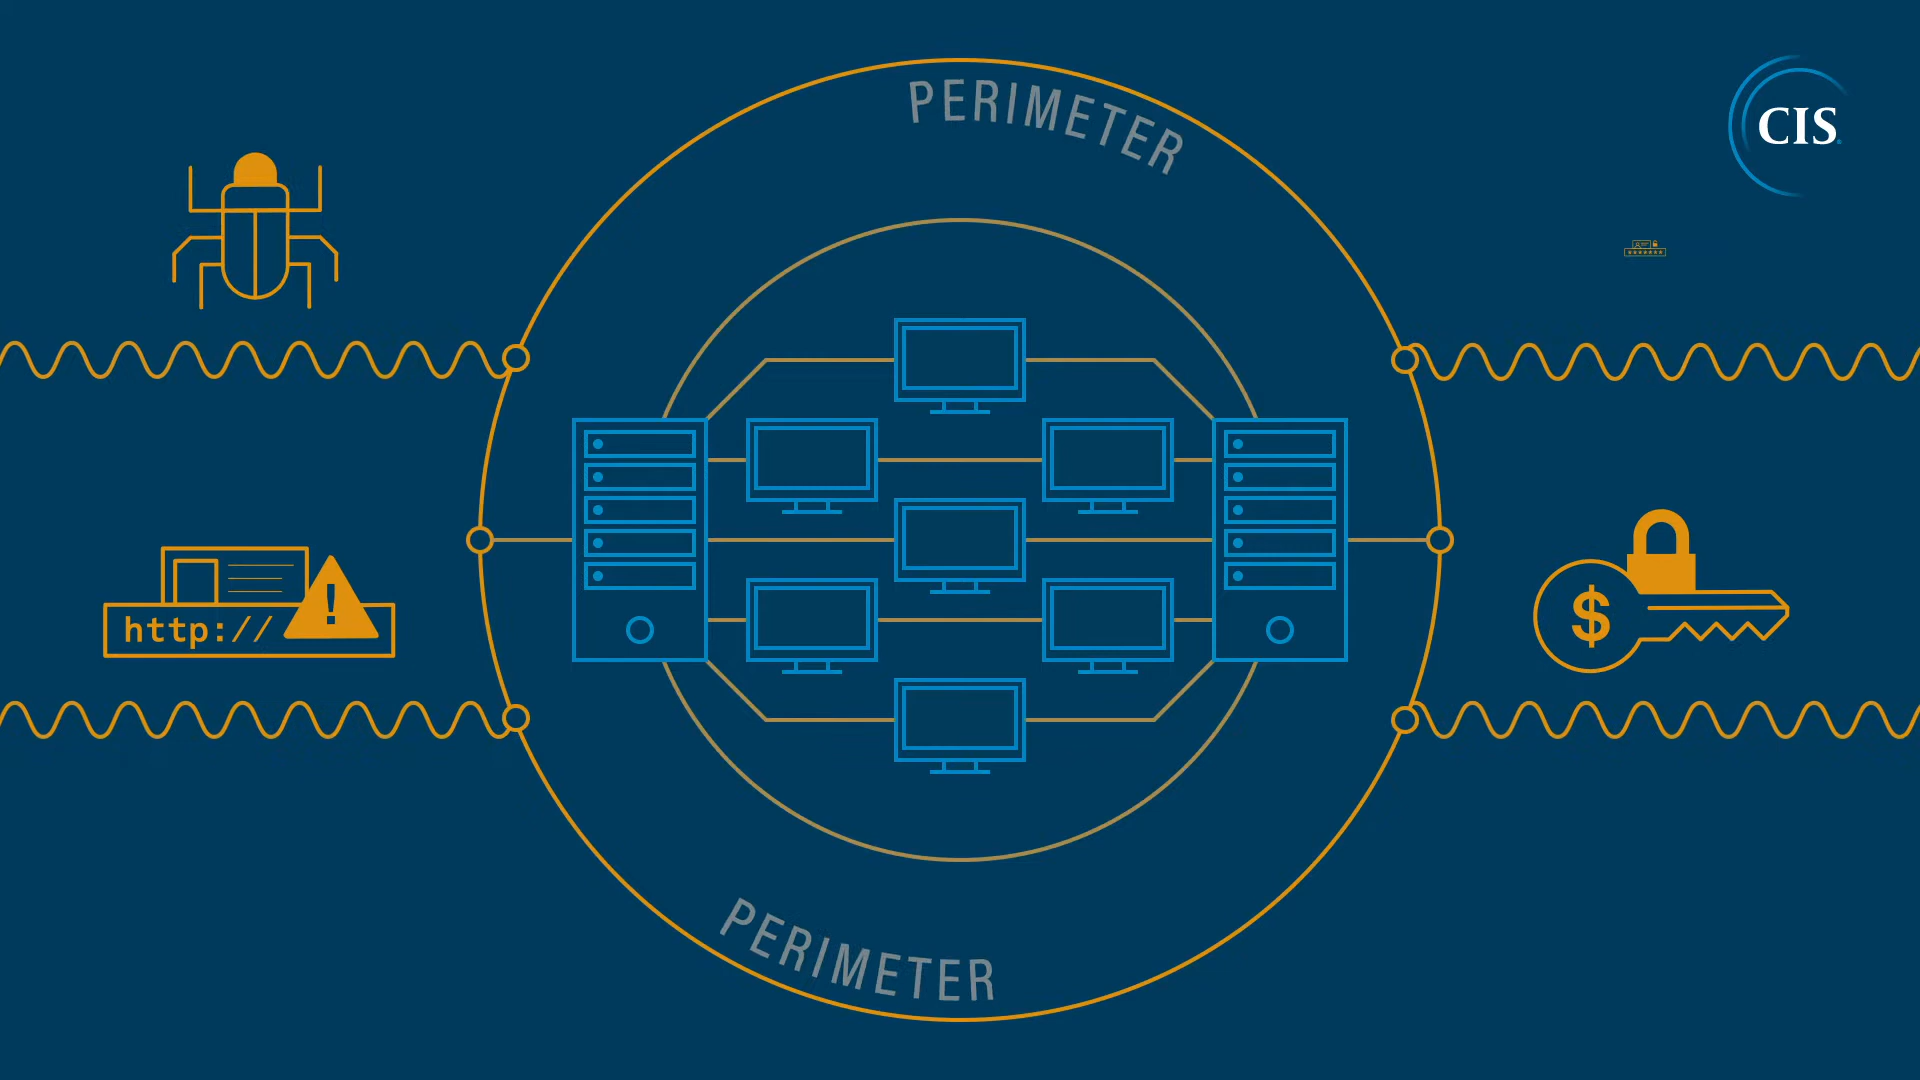 PERIMETER
CIS.
*******
http://
!
$
PERIMETER